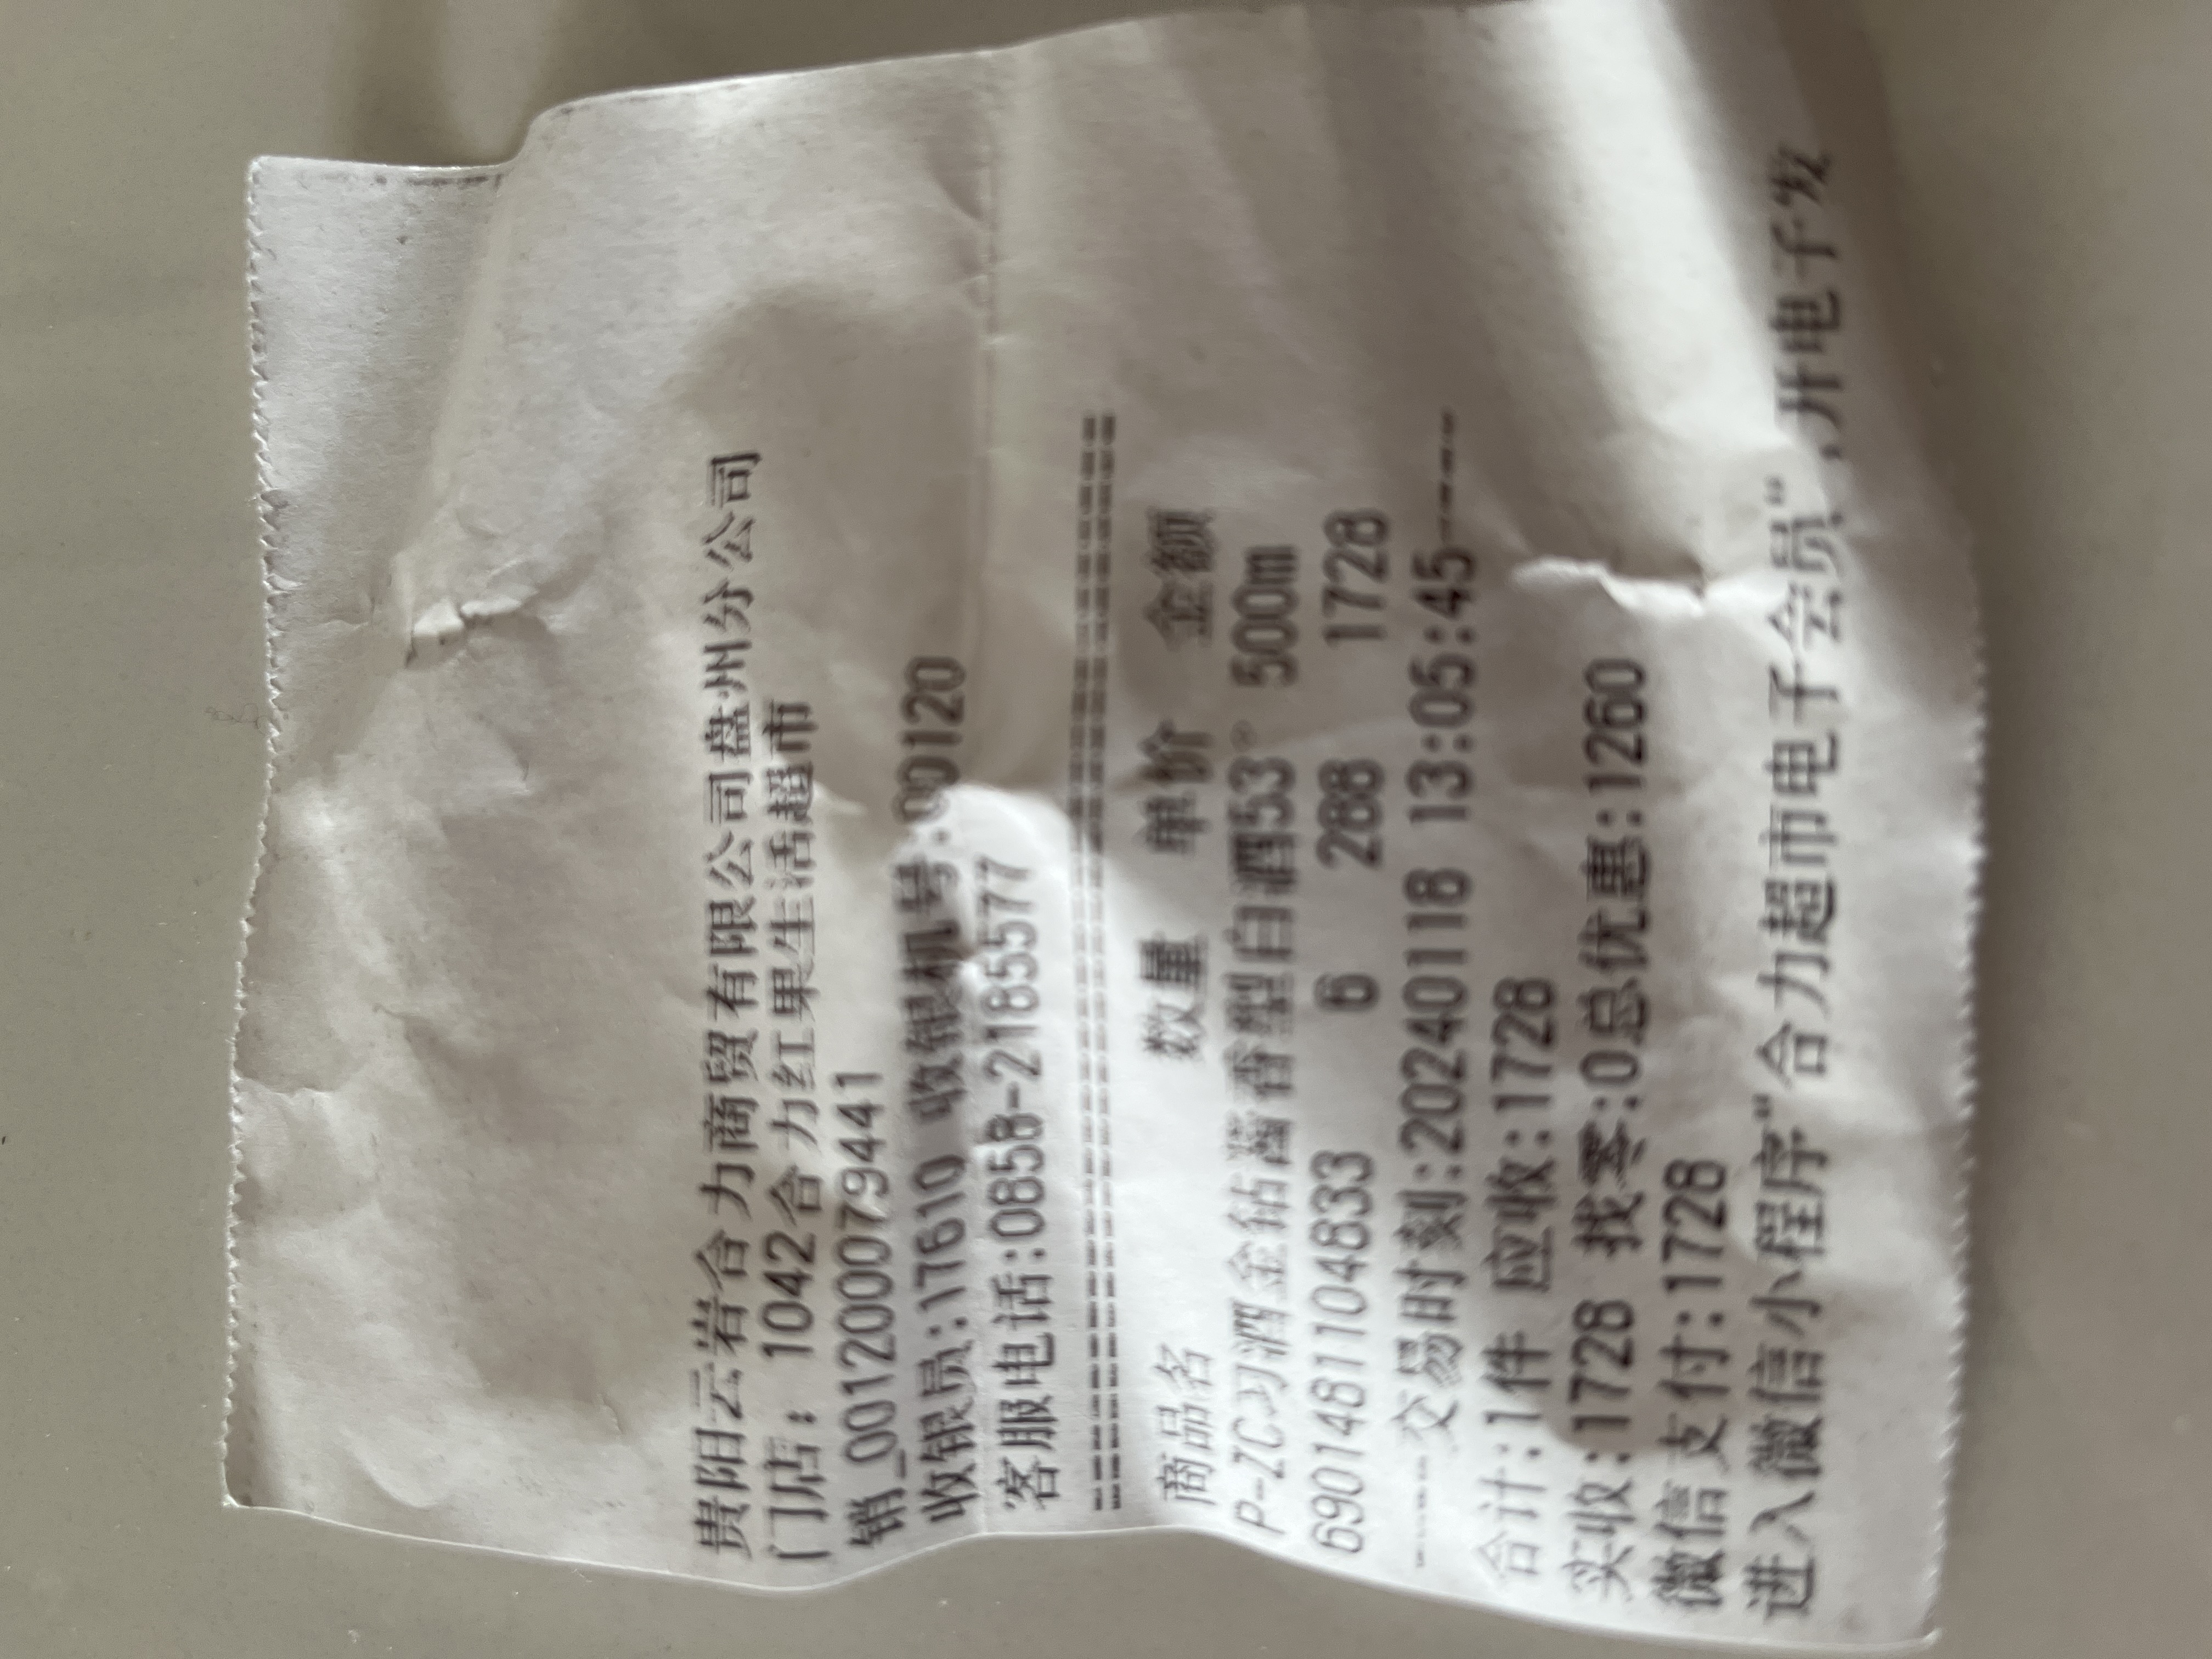 贵阳云岩合力商贸有限公司盘州分公司
门店：1042合力红果生活超市
销_00120000794441
收银员:17610 收银机号:000120
客服电话:0858-2185577
商品名 数量 单价 金额
P-ZC习酒金钻酱香型白酒53° 500m
6901481104833 6 288 1728
----交易时刻:20240118 13:05:45----
合计:1件 应收:1728
实收:1728 找零:0总优惠:1260
微信支付:1728
进入微信小程序"合力超市电子会员",开电子发